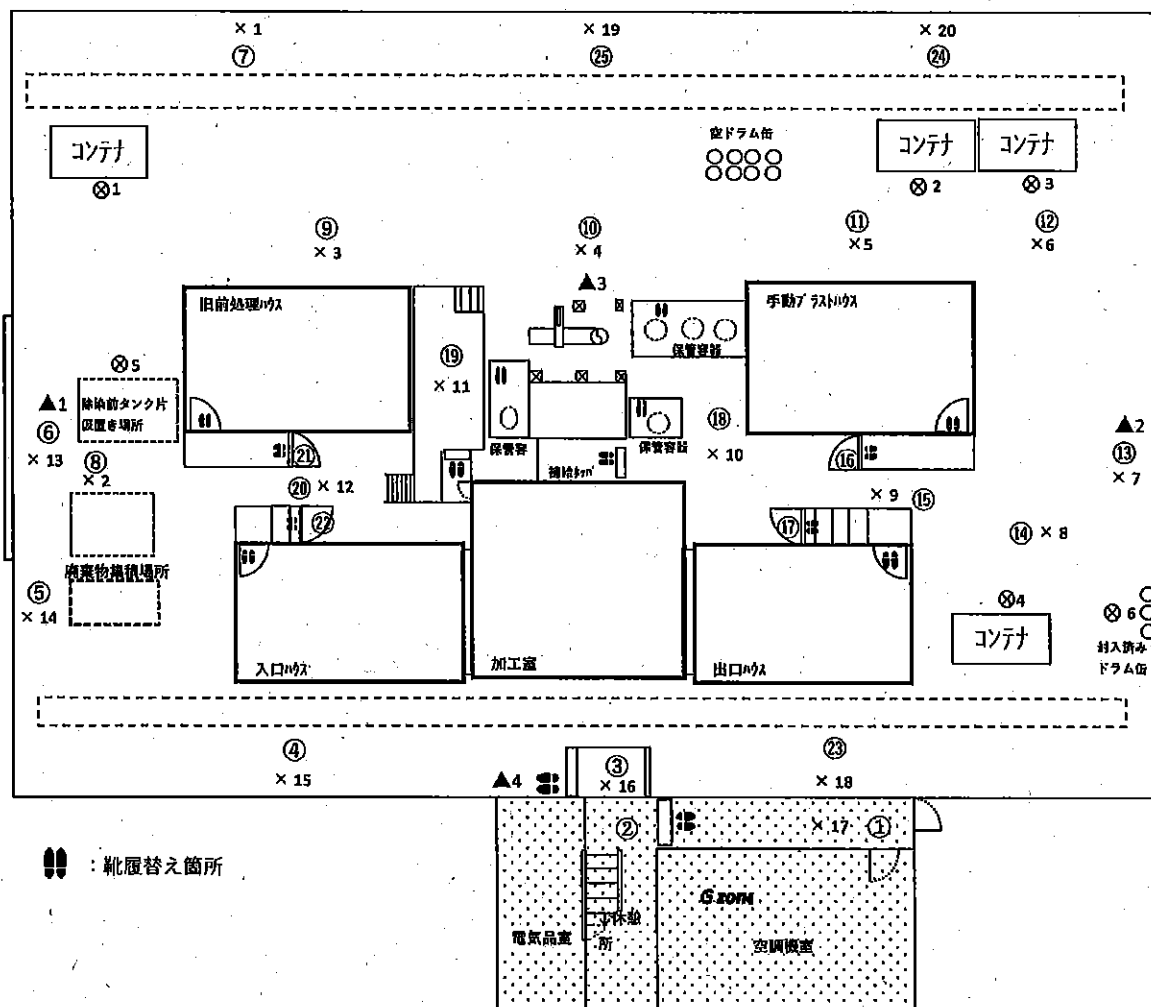 × 1
× 19
× 20
⑦
㉕
㉔
コンテナ
空ドラム缶
コンテナ
コンテナ
⊗1
⊗2
⊗3
⑨
⑩
⑪
⑫
× 3
× 4
×5
× 6
▲3
旧前処理ハウス
手動ブラストハウス
保管容器
⊗5
⑲
× 11
▲1
除染前タンク片
仮置き場所
⑥
× 13
⑧
× 2
保管容
保管容器
⑱
× 10
▲2
⑬
× 7
㉑
⑯
⑳
× 12
× 9
⑮
㉒
⑰
⑭
× 8
廃棄物集積場所
⑤
× 14
⊗4
⊗6
コンテナ
封入済み
ドラム缶
入口ハウス
加工室
出口ハウス
④
× 15
▲4
③
× 16
㉓
× 18
②
× 17
①
：靴履替え箇所
G zone
電気品室
所
空調機室